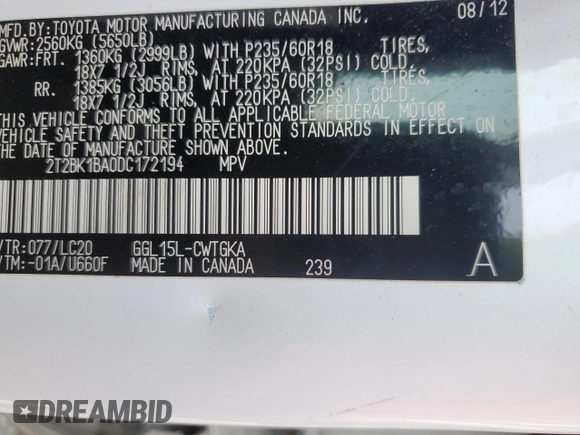 MFD.BY:TOYOTA MOTOR MANUFACTURING CANADA INC. 08/12
GVWR: 2560KG (5650LB)
GAWR:FRT. 1360KG (2999LB) WITH P235/60R18 TIRES,
18X7 1/2J RIMS, AT 220KPA (32PSI) COLD.
RR. 1385KG (3056LB) WITH P235/60R18 TIRES,
18X7 1/2J RIMS, AT 220KPA (32PSI) COLD.
THIS VEHICLE CONFORMS TO ALL APPLICABLE FEDERAL MOTOR
VEHICLE SAFETY AND THEFT PREVENTION STANDARDS IN EFFECT ON
THE DATE OF MANUFACTURE SHOWN ABOVE.
2T2BK1BA0DC172194 MPV
/TR:077/LC20 GGL15L-CWTGKA
/TM:-01A/U660F MADE IN CANADA 239 A
DREAMBID